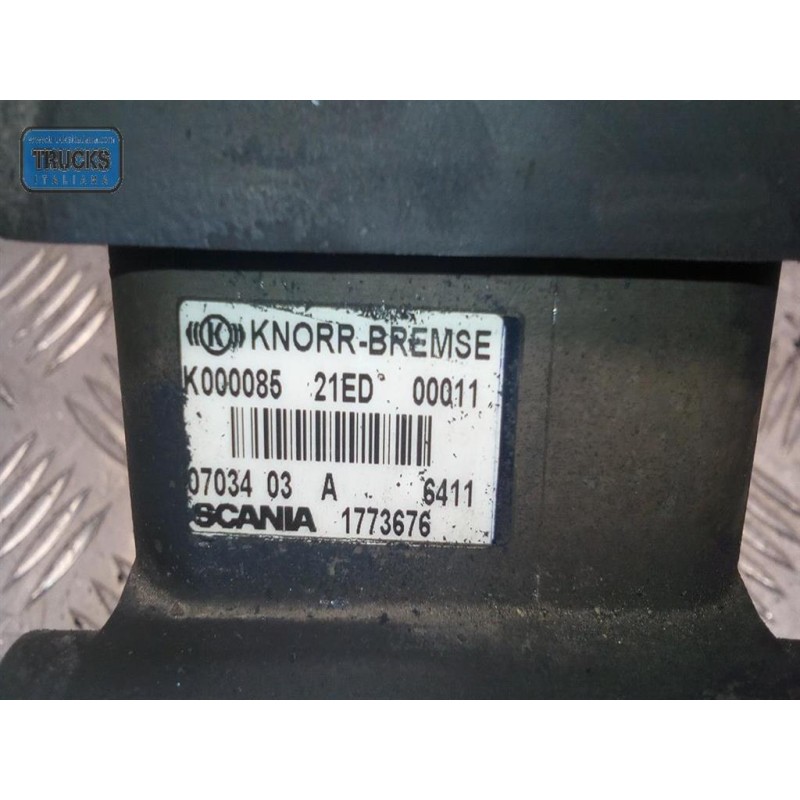 TRUCKS
ITALIANA
K KNORR-BREMSE
K000085 21ED 00011
07034 03 A 6411
SCANIA 1773676